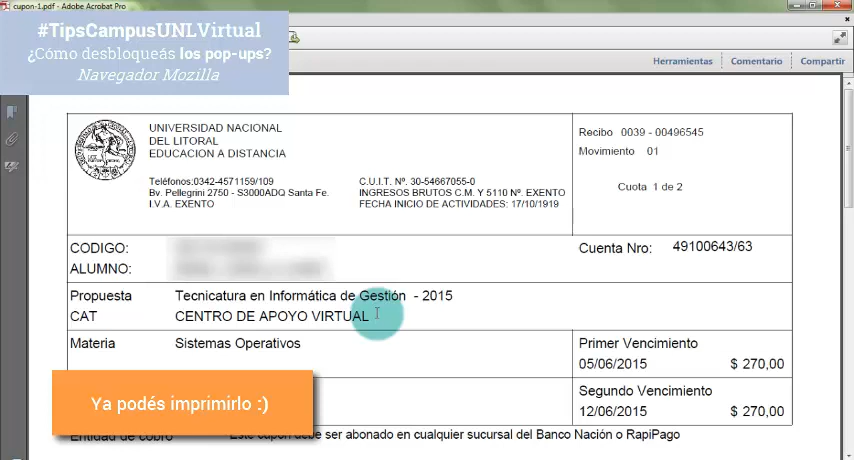 cupon-1.pdf - Adobe Acrobat Pro
#TipsCampusUNLVirtual
¿Cómo desbloqueás los pop-ups?
Navegador Mozilla
Herramientas Comentario Compartir
UNIVERSIDAD NACIONAL
DEL LITORAL
EDUCACION A DISTANCIA
Teléfonos:0342-4571159/109
Bv. Pellegrini 2750 - S3000ADQ Santa Fe.
I.V.A. EXENTO
C.U.I.T. Nº. 30-54667055-0
INGRESOS BRUTOS C.M. Y 5110 Nº. EXENTO
FECHA INICIO DE ACTIVIDADES: 17/10/1919
Recibo 0039 - 00496545
Movimiento 01
Cuota 1 de 2
CODIGO:
ALUMNO:
Cuenta Nro: 49100643/63
Propuesta Tecnicatura en Informática de Gestión - 2015
CAT CENTRO DE APOYO VIRTUAL
Materia Sistemas Operativos
Primer Vencimiento
05/06/2015 $ 270,00
Segundo Vencimiento
12/06/2015 $ 270,00
Ya podés imprimirlo :)
Entidad de cobro Este cupón debe ser abonado en cualquier sucursal del Banco Nación o RapiPago